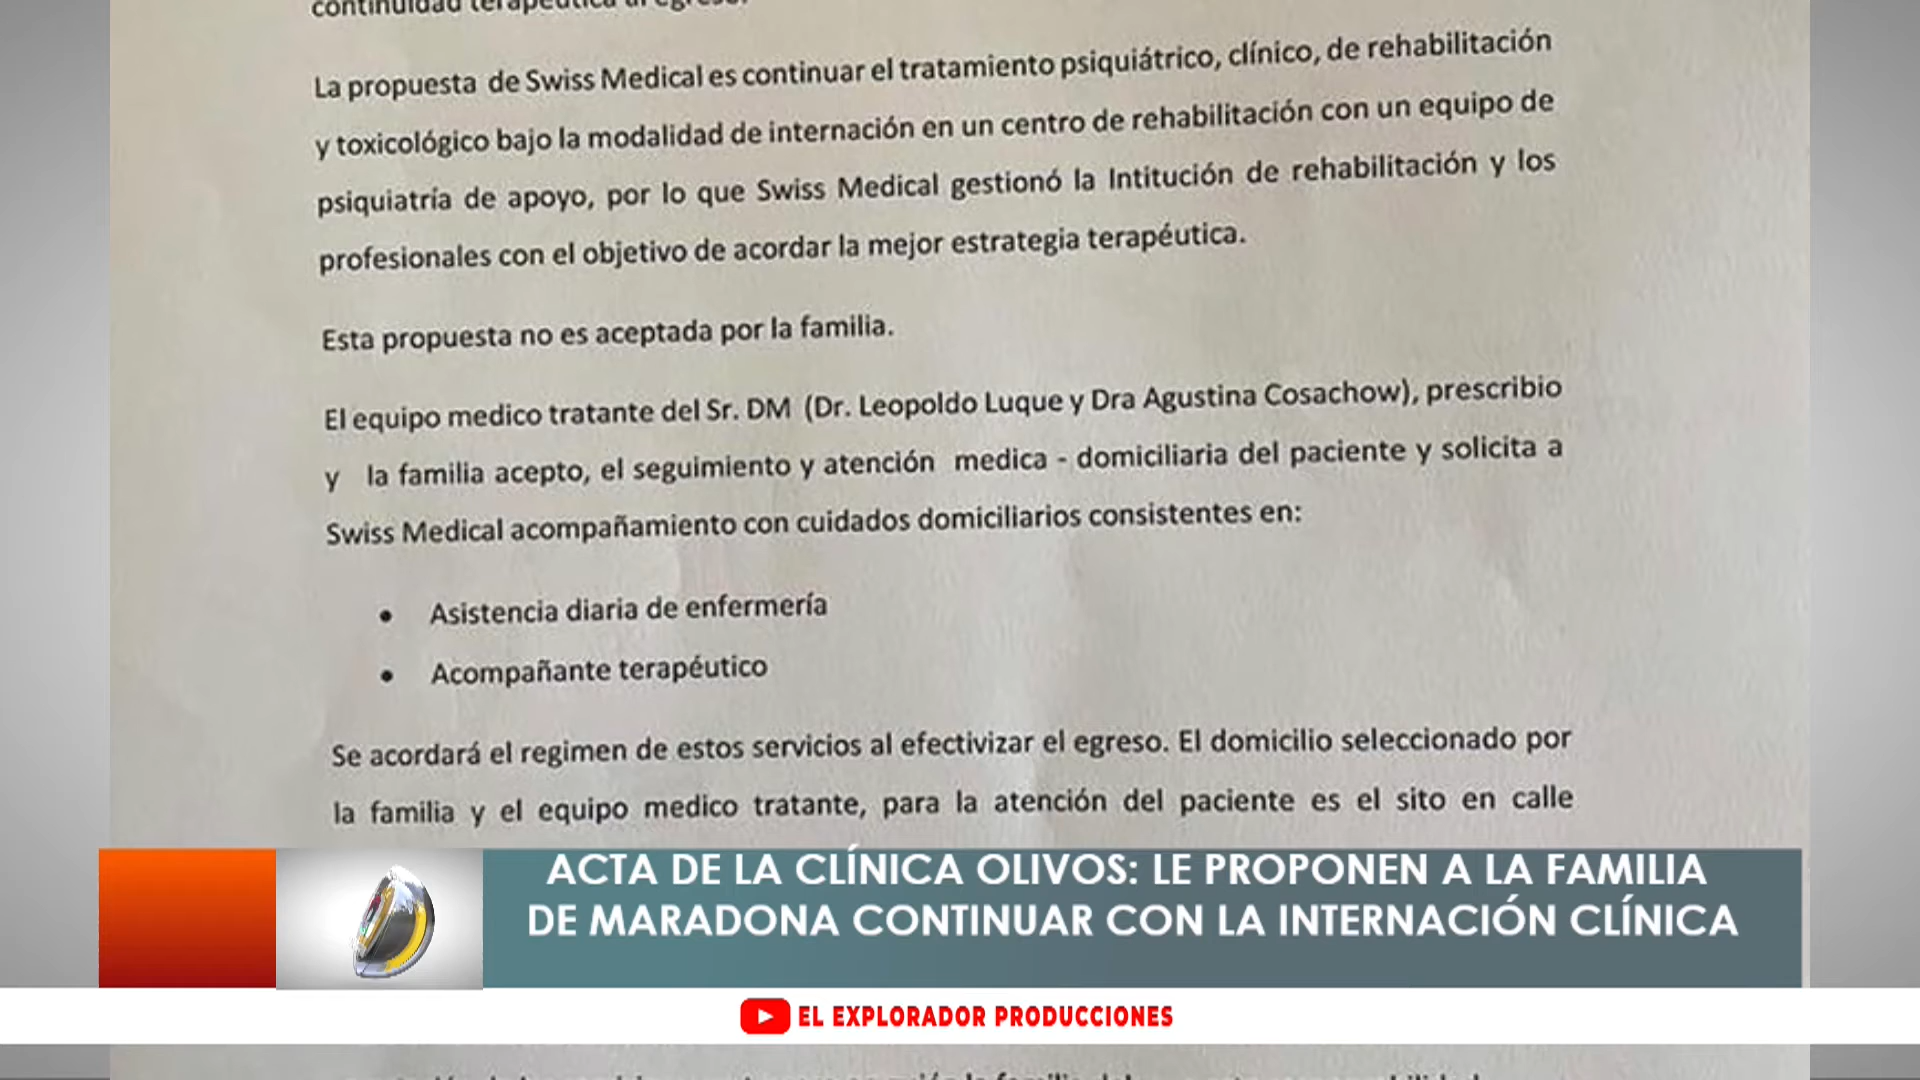 continuidad terapéutica al egreso.
La propuesta de Swiss Medical es continuar el tratamiento psiquiátrico, clínico, de rehabilitación
y toxicológico bajo la modalidad de internación en un centro de rehabilitación con un equipo de
psiquiatría de apoyo, por lo que Swiss Medical gestionó la Intitución de rehabilitación y los
profesionales con el objetivo de acordar la mejor estrategia terapéutica.
Esta propuesta no es aceptada por la familia.
El equipo medico tratante del Sr. DM (Dr. Leopoldo Luque y Dra Agustina Cosachow), prescribio
y la familia acepto, el seguimiento y atención medica - domiciliaria del paciente y solicita a
Swiss Medical acompañamiento con cuidados domiciliarios consistentes en:
• Asistencia diaria de enfermería
• Acompañante terapéutico
Se acordará el regimen de estos servicios al efectivizar el egreso. El domicilio seleccionado por
la familia y el equipo medico tratante, para la atención del paciente es el sito en calle
ACTA DE LA CLÍNICA OLIVOS: LE PROPONEN A LA FAMILIA
DE MARADONA CONTINUAR CON LA INTERNACIÓN CLÍNICA
EL EXPLORADOR PRODUCCIONES